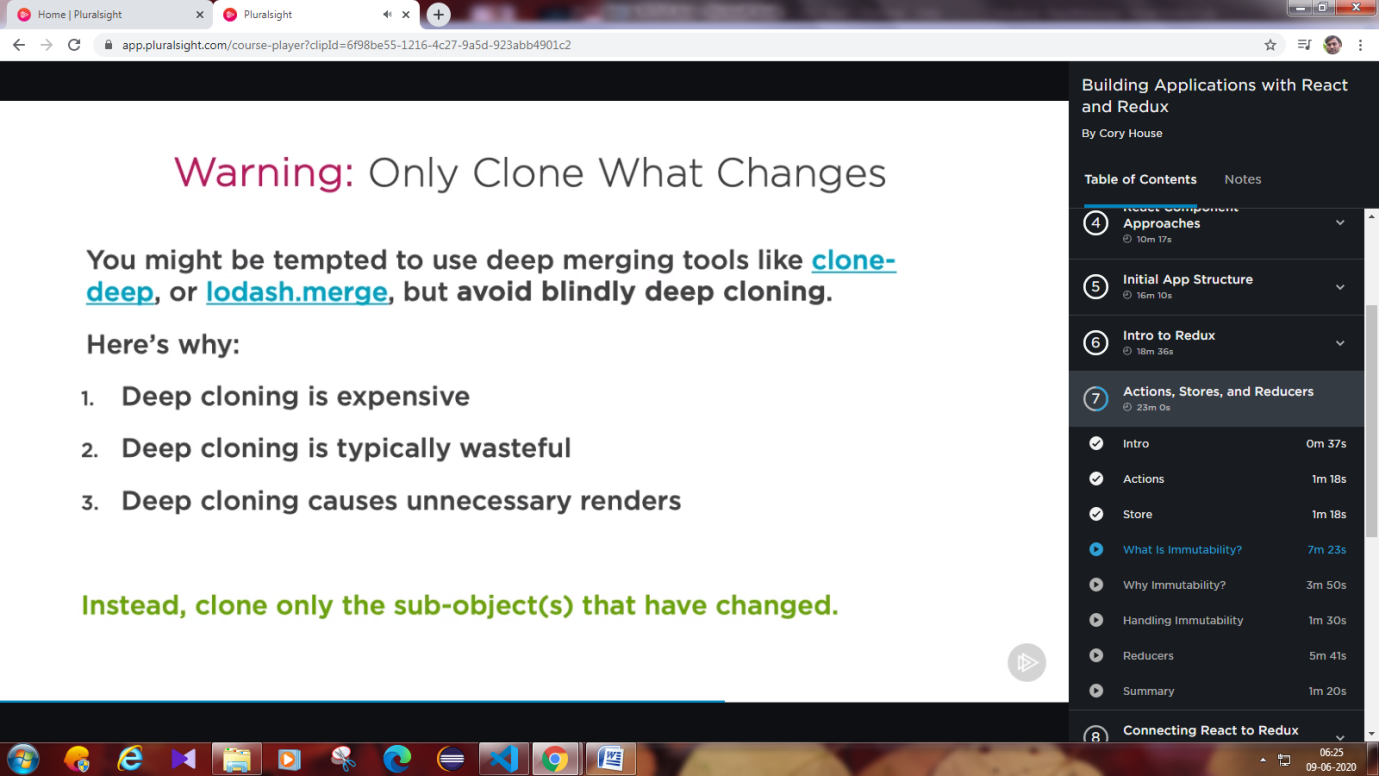 Home | Pluralsight
Pluralsight
app.pluralsight.com/course-player?clipId=6f98be55-1216-4c27-9a5d-923abb4901c2
Warning: Only Clone What Changes
You might be tempted to use deep merging tools like clone-
deep, or lodash.merge, but avoid blindly deep cloning.
Here's why:
1. Deep cloning is expensive
2. Deep cloning is typically wasteful
3. Deep cloning causes unnecessary renders
Instead, clone only the sub-object(s) that have changed.
Building Applications with React
and Redux
By Cory House
Table of Contents Notes
4
React Component
Approaches
10m 17s
5
Initial App Structure
16m 10s
6
Intro to Redux
18m 36s
7
Actions, Stores, and Reducers
23m 0s
Intro 0m 37s
Actions 1m 18s
Store 1m 18s
What Is Immutability? 7m 23s
Why Immutability? 3m 50s
Handling Immutability 1m 30s
Reducers 5m 41s
Summary 1m 20s
8
Connecting React to Redux
06:25
09-06-2020